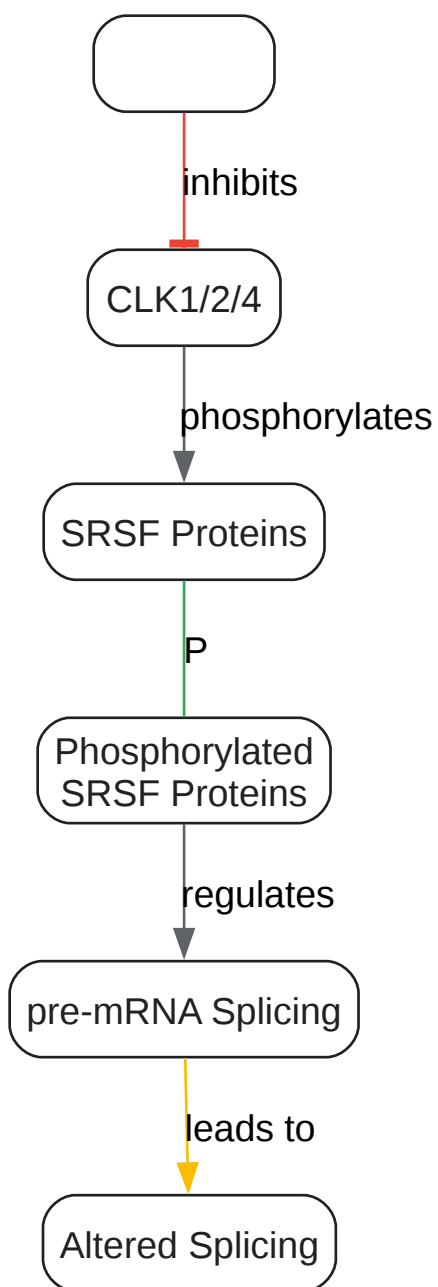 inhibits
CLK1/2/4
phosphorylates
SRSF Proteins
P
Phosphorylated
SRSF Proteins
regulates
pre-mRNA Splicing
leads to
Altered Splicing